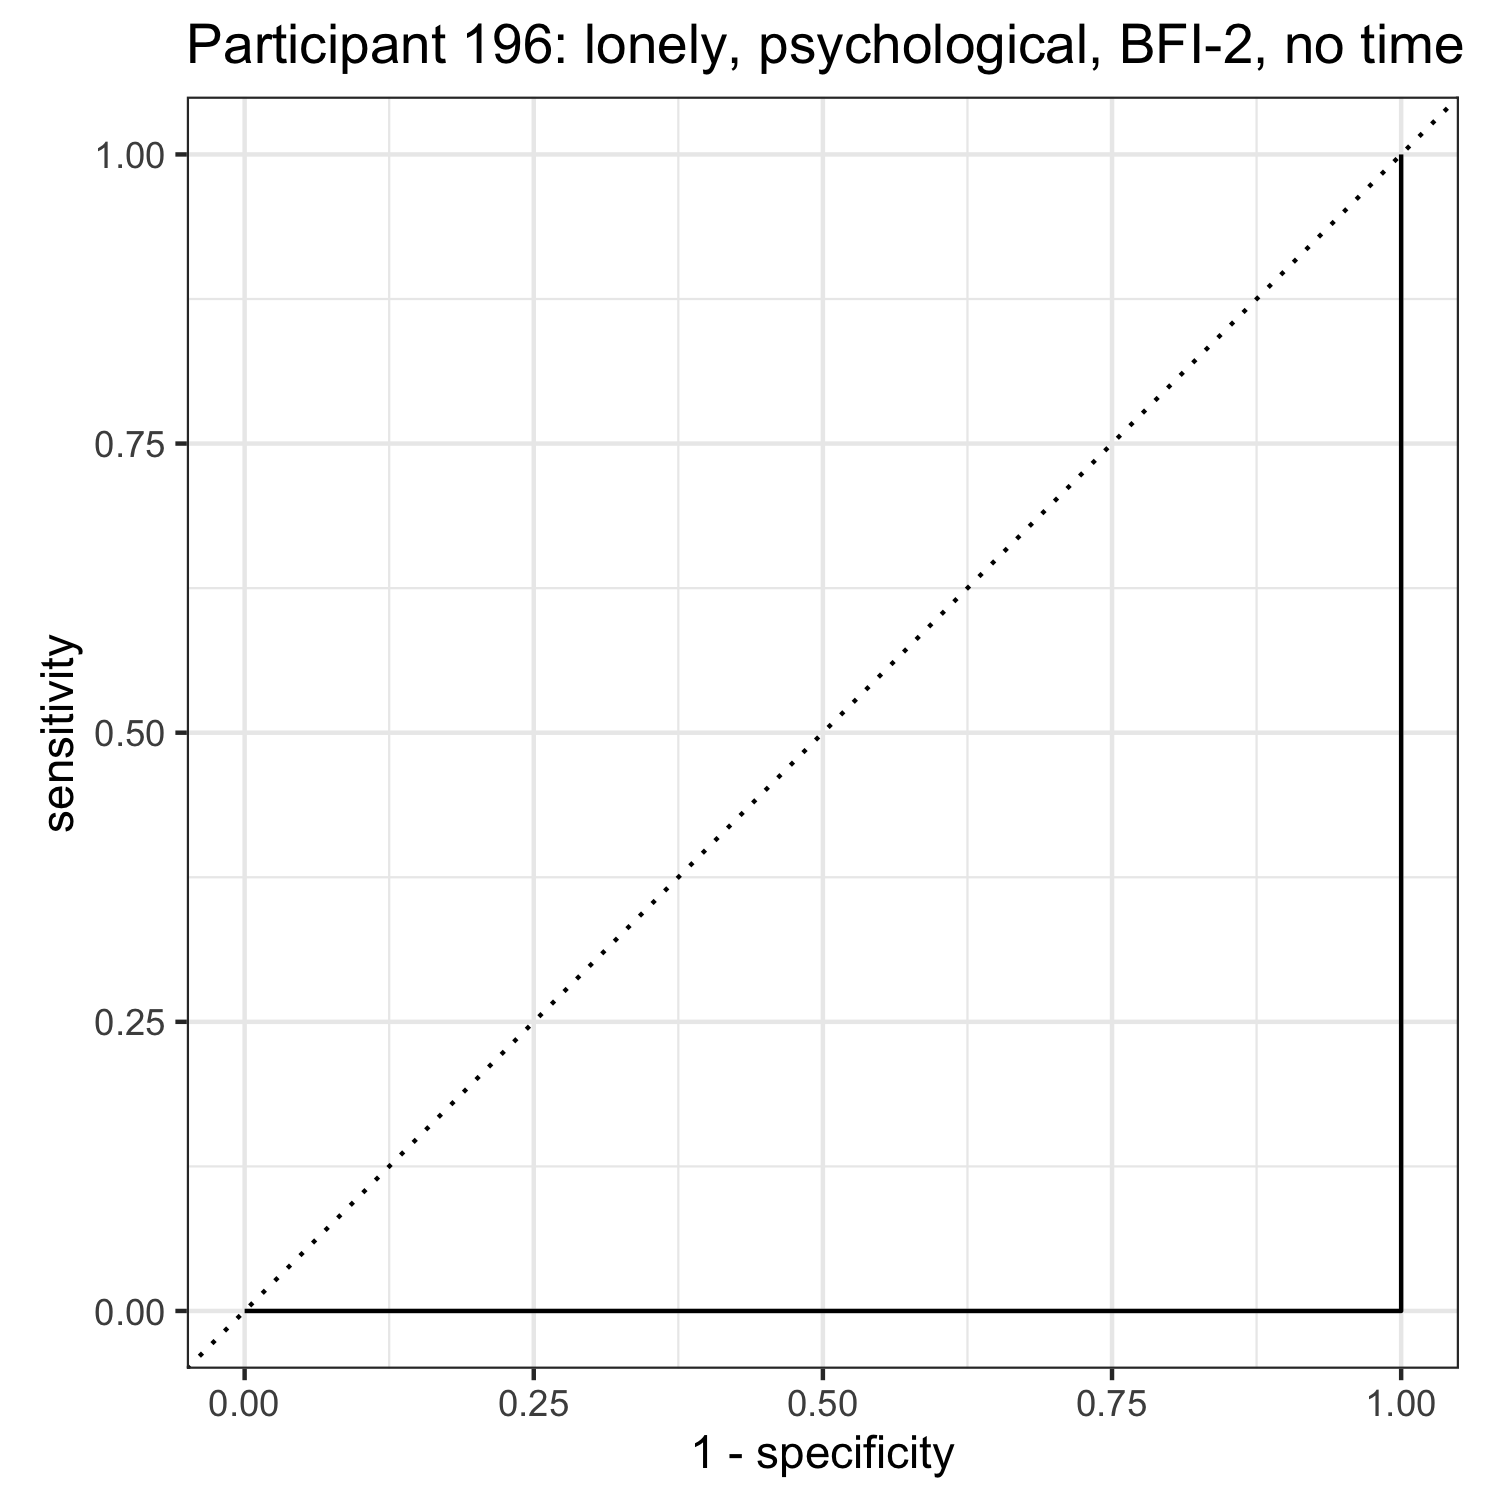 Participant 196: lonely, psychological, BFI-2, no time
1.00
0.75
0.50
0.25
0.00
sensitivity
0.00 0.25 0.50 0.75 1.00
1 - specificity